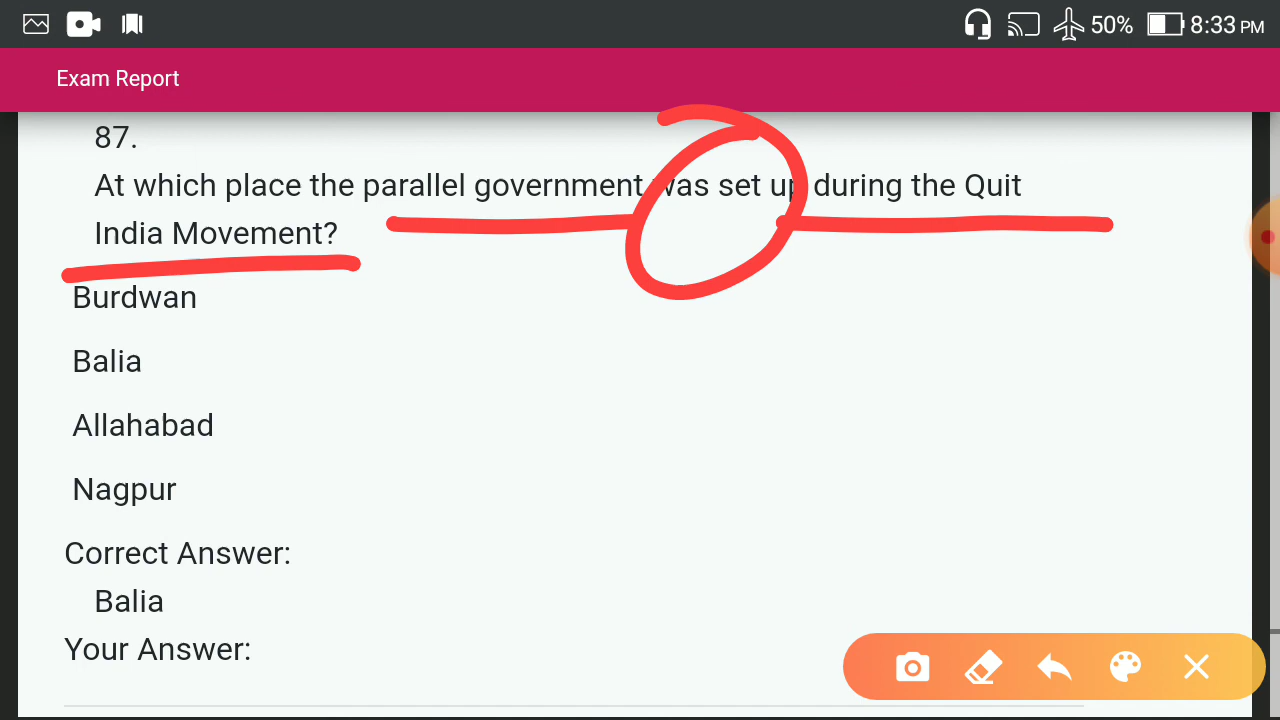 50% 8:33 PM
Exam Report
87.
At which place the parallel government was set up during the Quit
India Movement?
Burdwan
Balia
Allahabad
Nagpur
Correct Answer:
Balia
Your Answer: